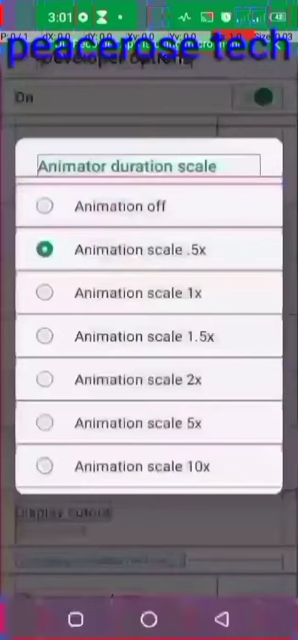 3:01
peacerose tech
Developer options
On
Animator duration scale
Animation off
Animation scale .5x
Animation scale 1x
Animation scale 1.5x
Animation scale 2x
Animation scale 5x
Animation scale 10x
Display cutout